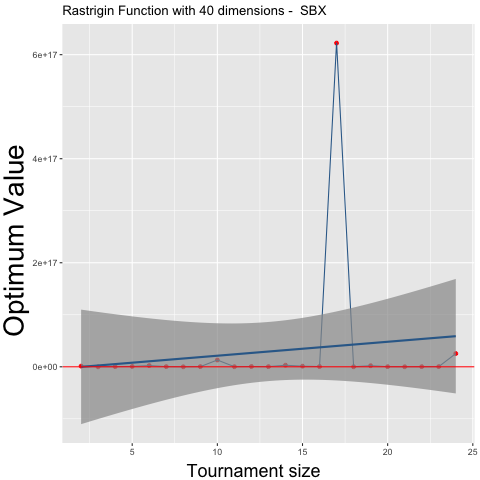 Rastrigin Function with 40 dimensions -  SBX
Optimum Value
6e+17
4e+17
2e+17
0e+00
5
10
15
20
25
Tournament size